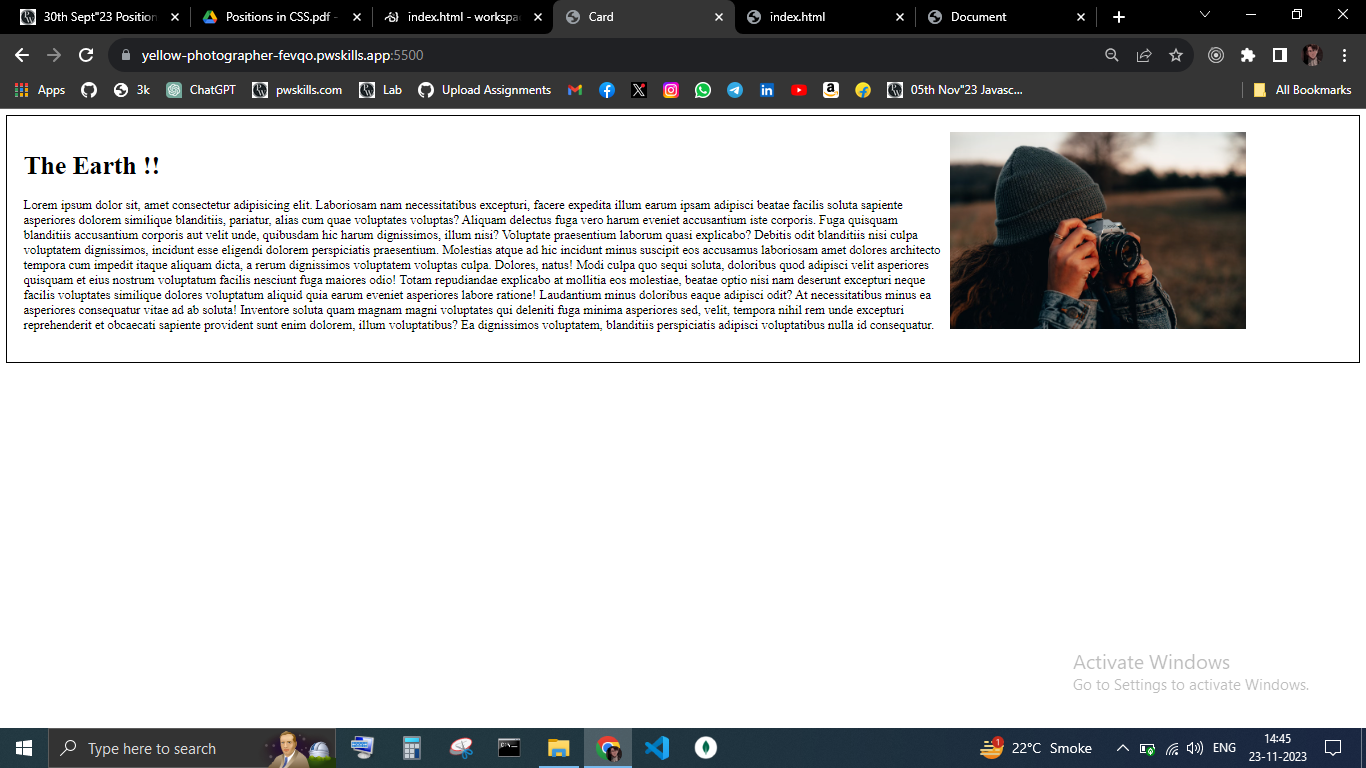 30th Sept"23 Position
Positions in CSS.pdf -
index.html - workspa
Card
index.html
Document
yellow-photographer-fevqo.pwskills.app:5500
Apps
3k
ChatGPT
pwskills.com
Lab
Upload Assignments
05th Nov"23 Javasc...
All Bookmarks
The Earth !!
Lorem ipsum dolor sit, amet consectetur adipisicing elit. Laboriosam nam necessitatibus excepturi, facere expedita illum earum ipsam adipisci beatae facilis soluta sapiente
asperiores dolorem similique blanditiis, pariatur, alias cum quae voluptates voluptas? Aliquam delectus fuga vero harum eveniet accusantium iste corporis. Fuga quisquam
blanditiis accusantium corporis aut velit unde, quibusdam hic harum dignissimos, illum nisi? Voluptate praesentium laborum quasi explicabo? Debitis odit blanditiis nisi culpa
voluptatem dignissimos, incidunt esse eligendi dolorem perspiciatis praesentium. Molestias atque ad hic incidunt minus suscipit eos accusamus laboriosam amet dolores architecto
tempora cum impedit itaque aliquam dicta, a rerum dignissimos voluptatem voluptas culpa. Dolores, natus! Modi culpa quo sequi soluta, doloribus quod adipisci velit asperiores
quisquam et eius nostrum voluptatum facilis nesciunt fuga maiores odio! Totam repudiandae explicabo at mollitia eos molestiae, beatae optio nisi nam deserunt excepturi neque
facilis voluptates similique dolores voluptatum aliquid quia earum eveniet asperiores labore ratione! Laudantium minus doloribus eaque adipisci odit? At necessitatibus minus ea
asperiores consequatur vitae ad ab soluta! Inventore soluta quam magnam magni voluptates qui deleniti fuga minima asperiores sed, velit, tempora nihil rem unde excepturi
reprehenderit et obcaecati sapiente provident sunt enim dolorem, illum voluptatibus? Ea dignissimos voluptatem, blanditiis perspiciatis adipisci voluptatibus nulla id consequatur.
Activate Windows
Go to Settings to activate Windows.
Type here to search
1
22°C Smoke
ENG
14:45
23-11-2023